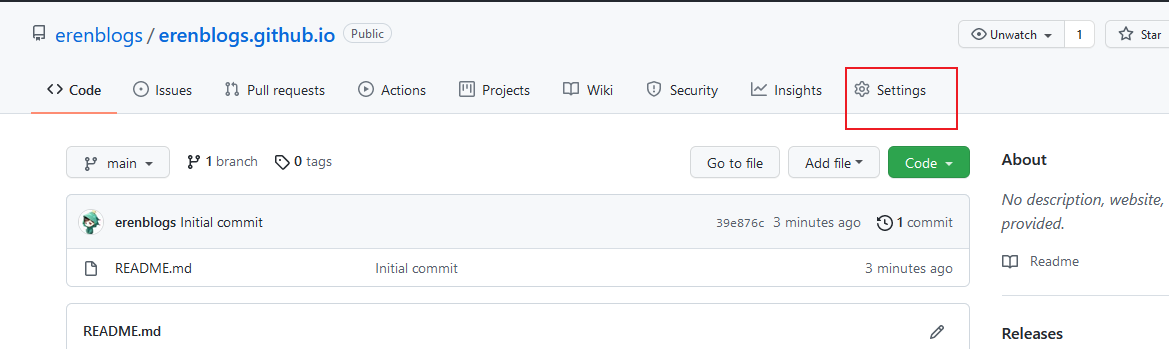 erenblogs / erenblogs.github.io Public Unwatch 1 Star
Code Issues Pull requests Actions Projects Wiki Security Insights Settings
main 1 branch 0 tags Go to file Add file Code
About
erenblogs Initial commit 39e876c 3 minutes ago 1 commit
No description, website,
provided.
README.md Initial commit 3 minutes ago
Readme
README.md
Releases